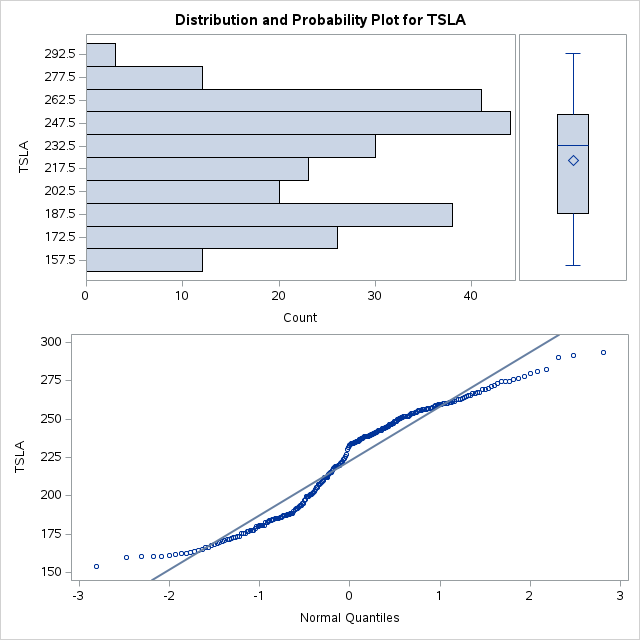 Distribution and Probability Plot for TSLA
TSLA
292.5
277.5
262.5
247.5
232.5
217.5
202.5
187.5
172.5
157.5
0 10 20 30 40
Count
TSLA
300
275
250
225
200
175
150
-3 -2 -1 0 1 2 3
Normal Quantiles